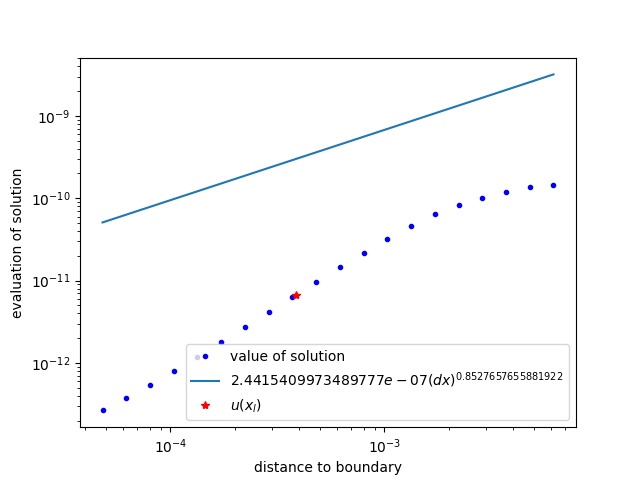 10⁻⁹
10⁻¹⁰
10⁻¹¹
10⁻¹²
evaluation of solution
value of solution
2.4415409973489777e − 07(dx)^0.8527657655881922
u(x_I)
10⁻⁴
10⁻³
distance to boundary